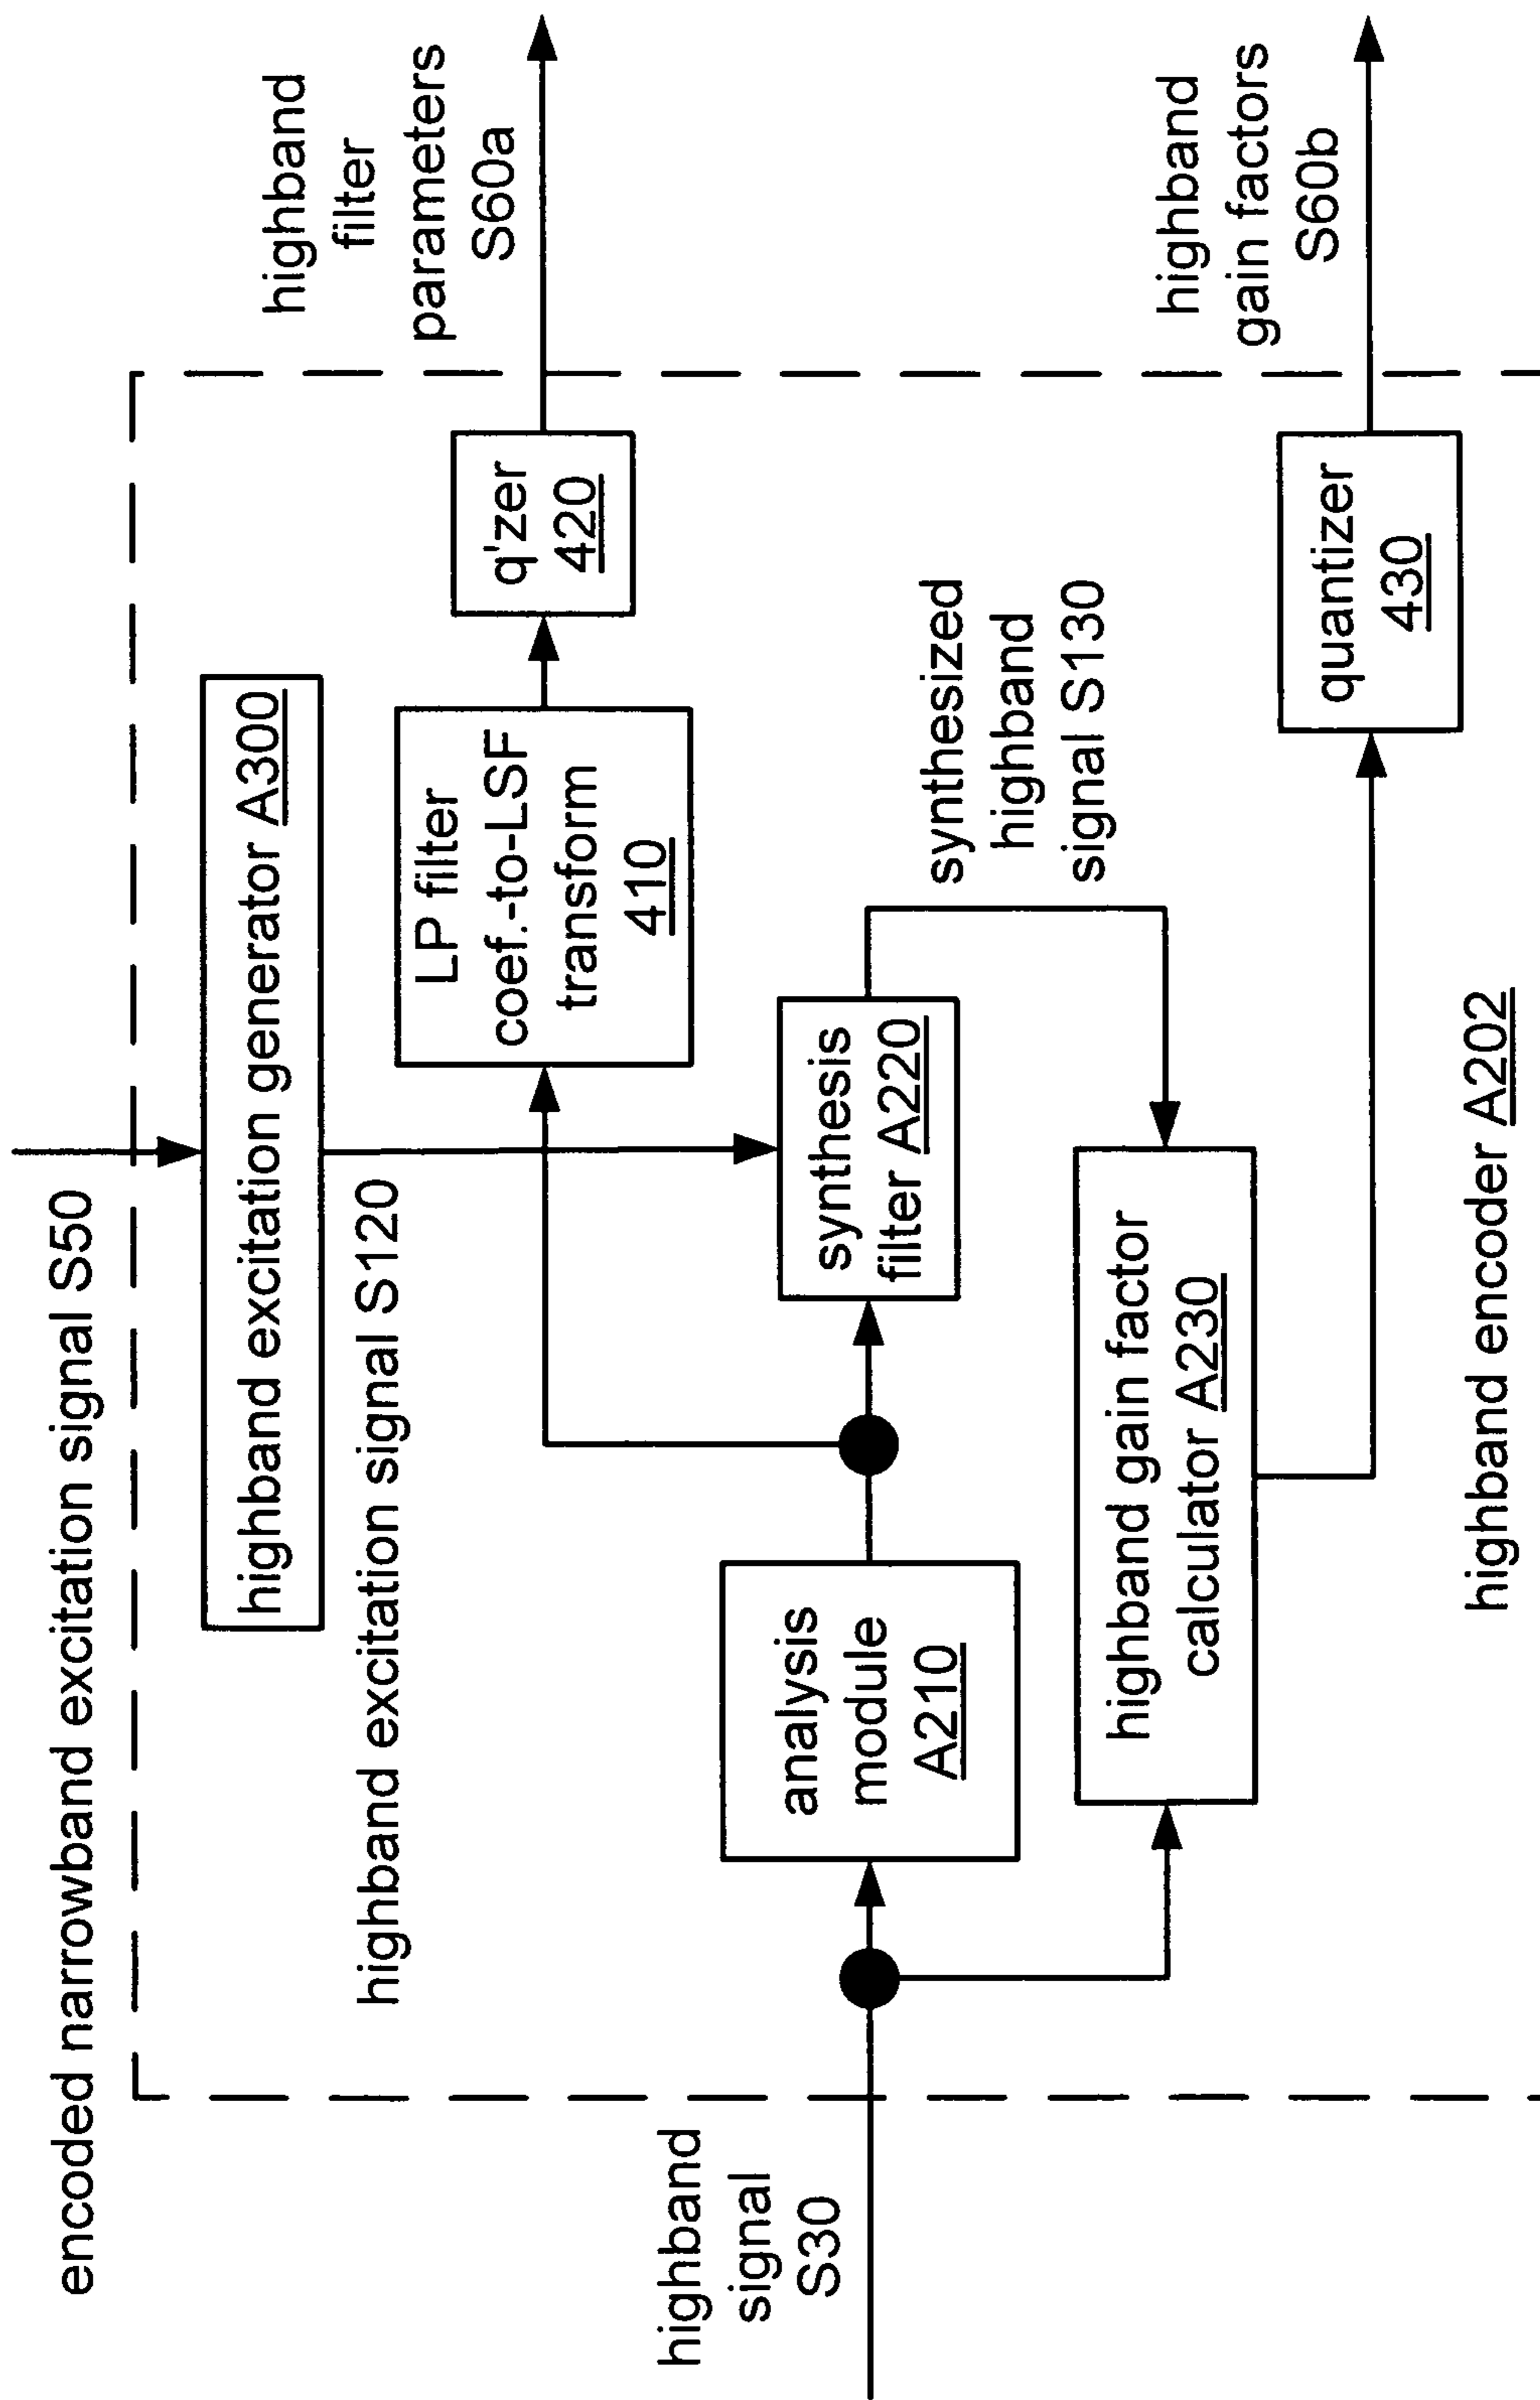 encoded narrowband excitation signal S50
highband excitation generator A300
highband excitation signal S120
highband
filter
parameters
S60a
LP filter
coef.-to-LSF
transform
410
q'zer
420
highband
signal
S30
analysis
module
A210
synthesis
filter A220
synthesized
highband
signal S130
highband gain factor
calculator A230
quantizer
430
highband
gain factors
S60b
highband encoder A202